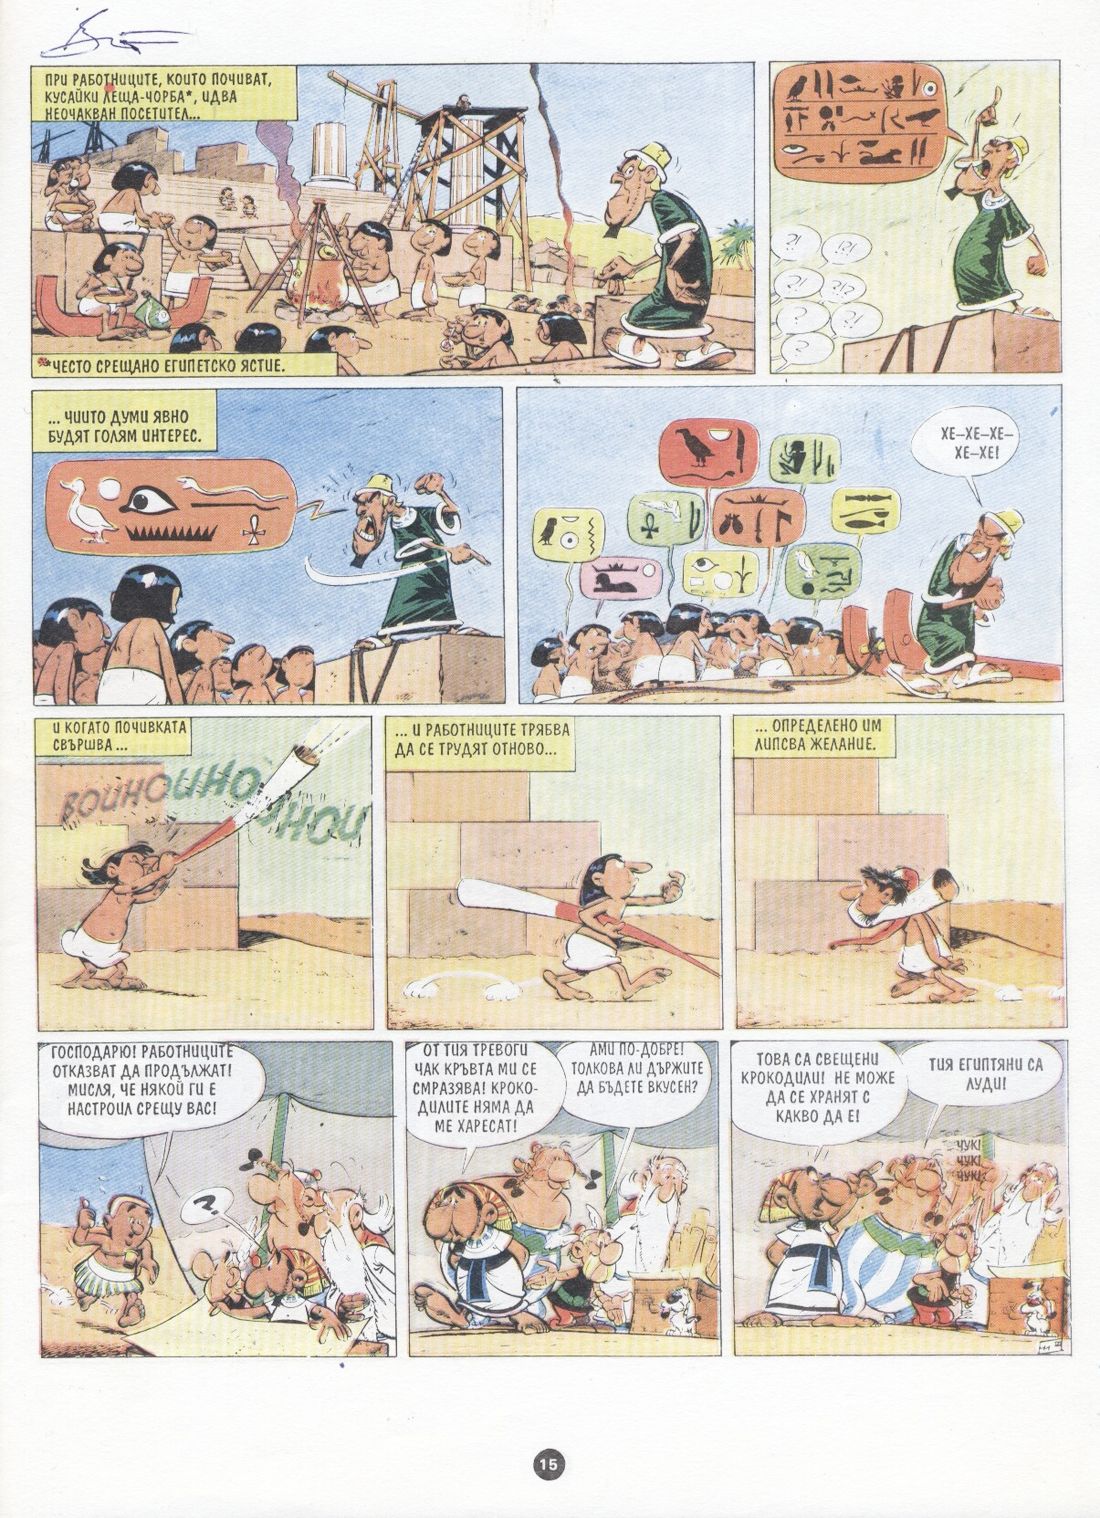 ПРИ РАБОТНИЦИТЕ, КОИТО ПОЧИВАТ,
КУСАЙКИ ЛЕЩА-ЧОРБА*, ИДВА
НЕОЧАКВАН ПОСЕТИТЕЛ...
*ЧЕСТО СРЕЩАНО ЕГИПЕТСКО ЯСТИЕ.
?!
!?!
?!
?!?
?
?!
?
... ЧИИТО ДУМИ ЯВНО
БУДЯТ ГОЛЯМ ИНТЕРЕС.
ХЕ–ХЕ–ХЕ–
ХЕ–ХЕ!
И КОГАТО ПОЧИВКАТА
СВЪРШВА ...
ВОИНОИНО
ИНОИ
... И РАБОТНИЦИТЕ ТРЯБВА
ДА СЕ ТРУДЯТ ОТНОВО...
... ОПРЕДЕЛЕНО ИМ
ЛИПСВА ЖЕЛАНИЕ.
ГОСПОДАРЮ! РАБОТНИЦИТЕ
ОТКАЗВАТ ДА ПРОДЪЛЖАТ!
МИСЛЯ, ЧЕ НЯКОЙ ГИ Е
НАСТРОИЛ СРЕЩУ ВАС!
?
ОТ ТИЯ ТРЕВОГИ
ЧАК КРЪВТА МИ СЕ
СМРАЗЯВА! КРОКО-
ДИЛИТЕ НЯМА ДА
МЕ ХАРЕСАТ!
АМИ ПО-ДОБРЕ!
ТОЛКОВА ЛИ ДЪРЖИТЕ
ДА БЪДЕТЕ ВКУСЕН?
ТОВА СА СВЕЩЕНИ
КРОКОДИЛИ! НЕ МОЖЕ
ДА СЕ ХРАНЯТ С
КАКВО ДА Е!
ТИЯ ЕГИПТЯНИ СА
ЛУДИ!
ЧУК!
ЧУК!
ЧУК!
15